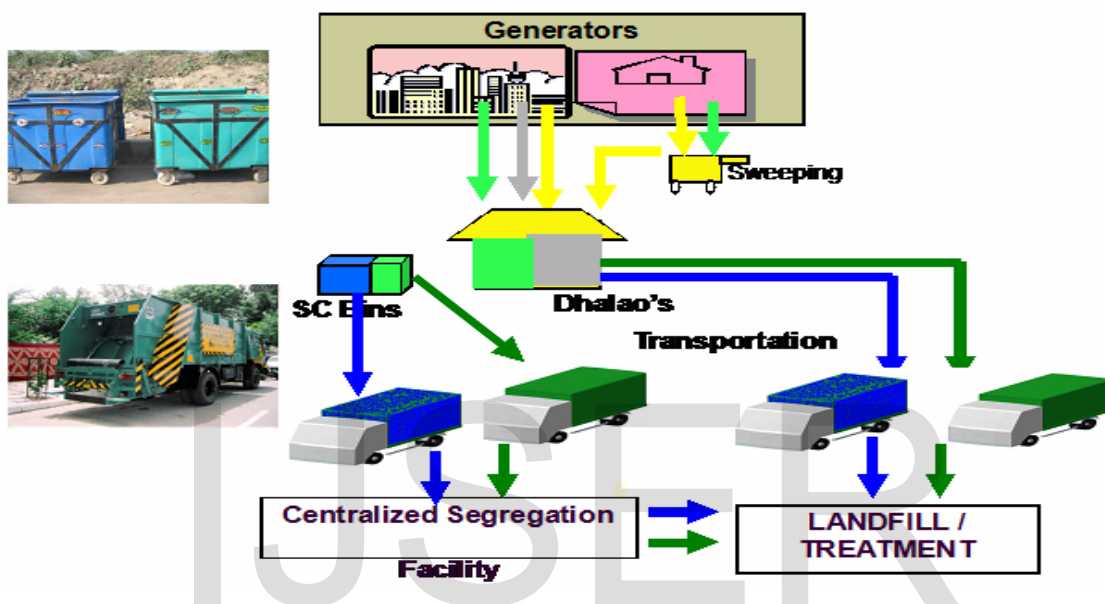 Generators
Sweeping
SC Bins
Dhalao's
Transportation
Centralized Segregation
Facility
LANDFILL /
TREATMENT
IJSER